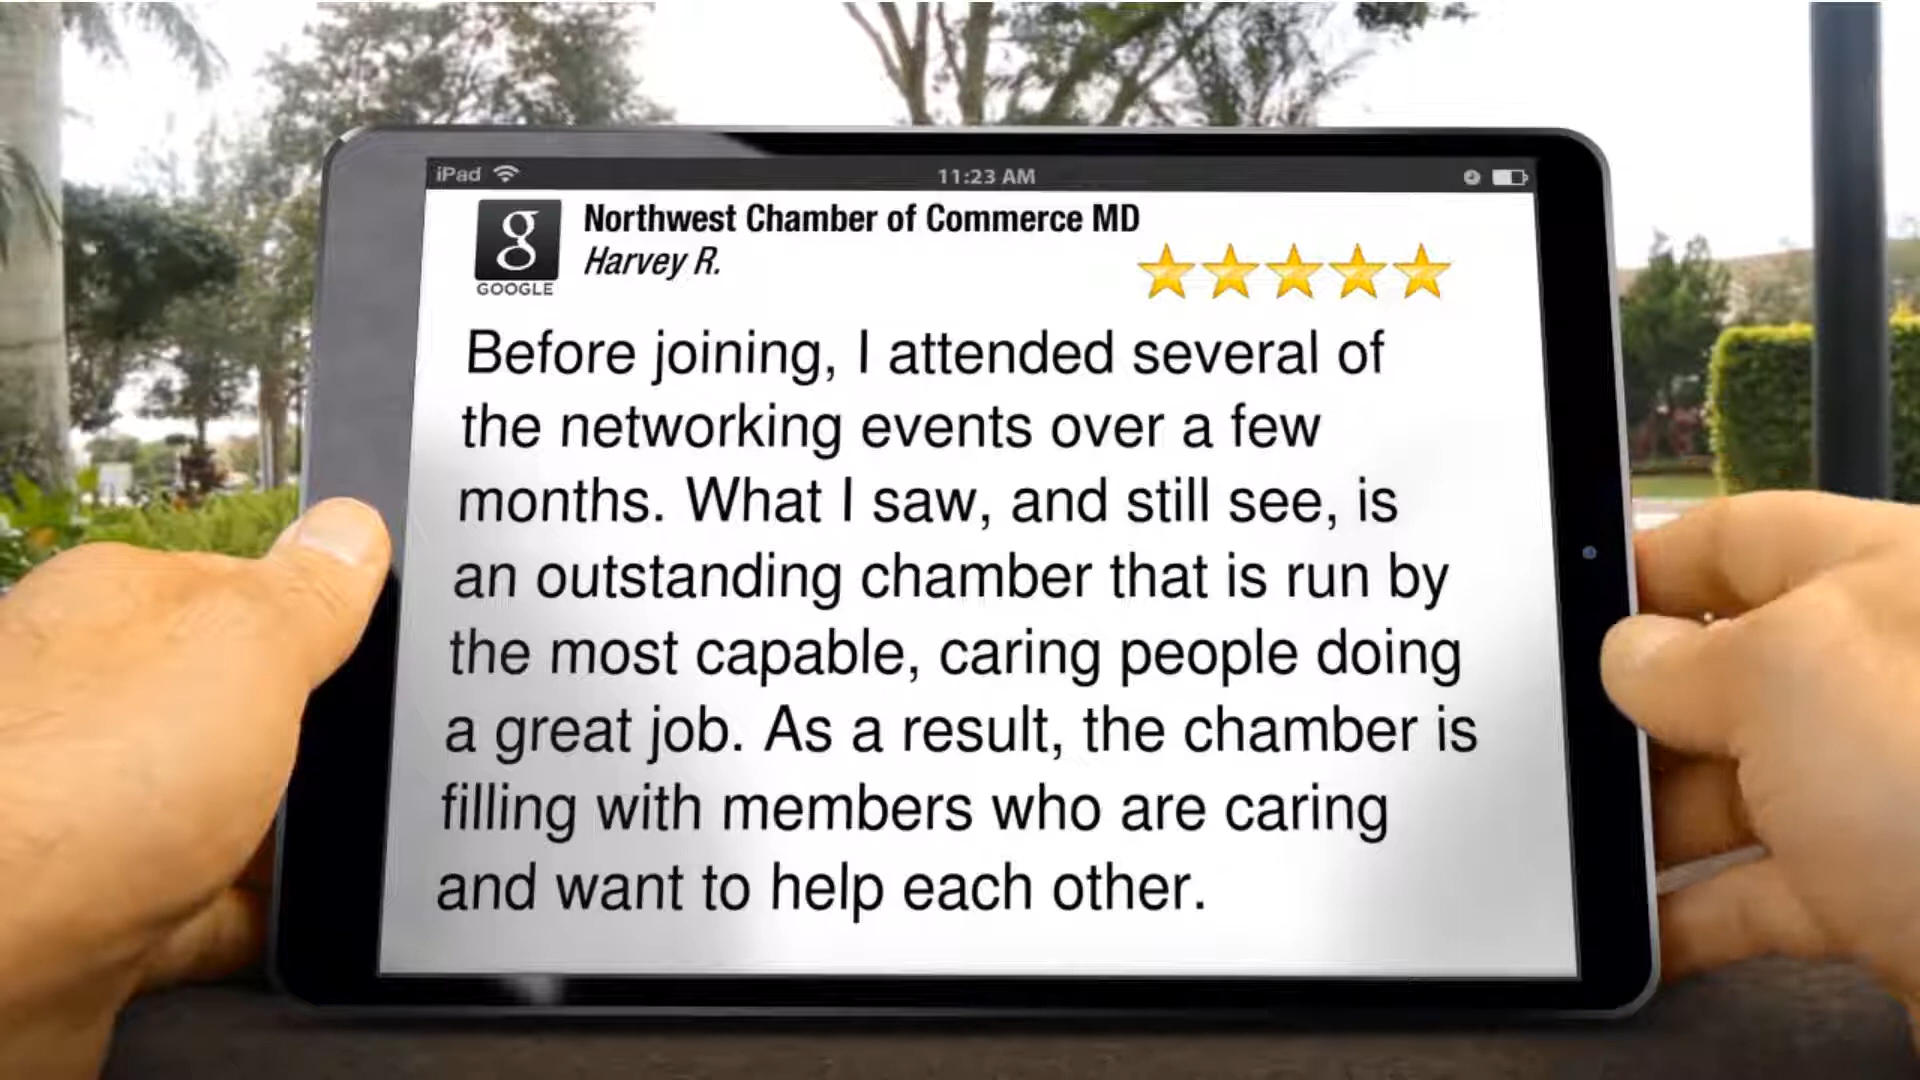 iPad
11:23 AM
g
GOOGLE
Northwest Chamber of Commerce MD
Harvey R.
Before joining, I attended several of
the networking events over a few
months. What I saw, and still see, is
an outstanding chamber that is run by
the most capable, caring people doing
a great job. As a result, the chamber is
filling with members who are caring
and want to help each other.